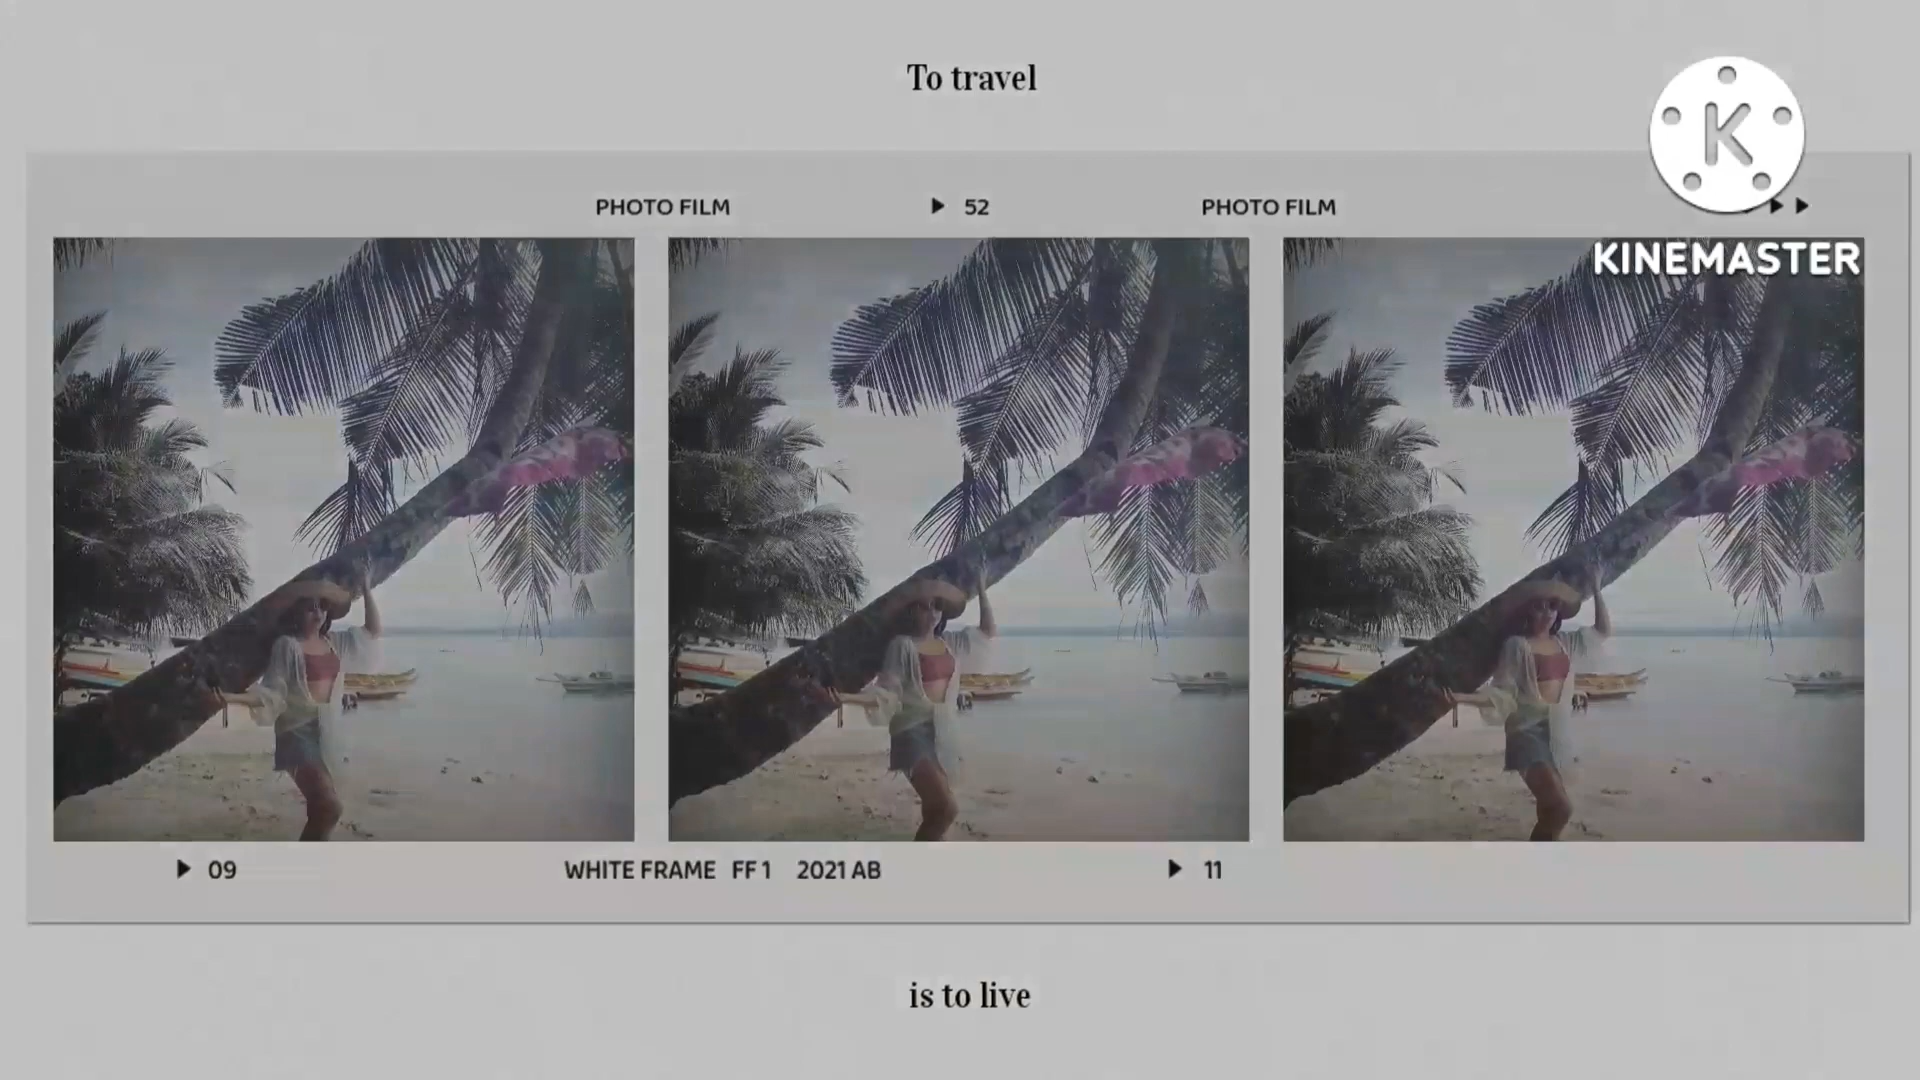 To travel
PHOTO FILM ▶ 52 PHOTO FILM
K
KINEMASTER
▶ 09 WHITE FRAME FF 1 2021 AB ▶ 11
is to live